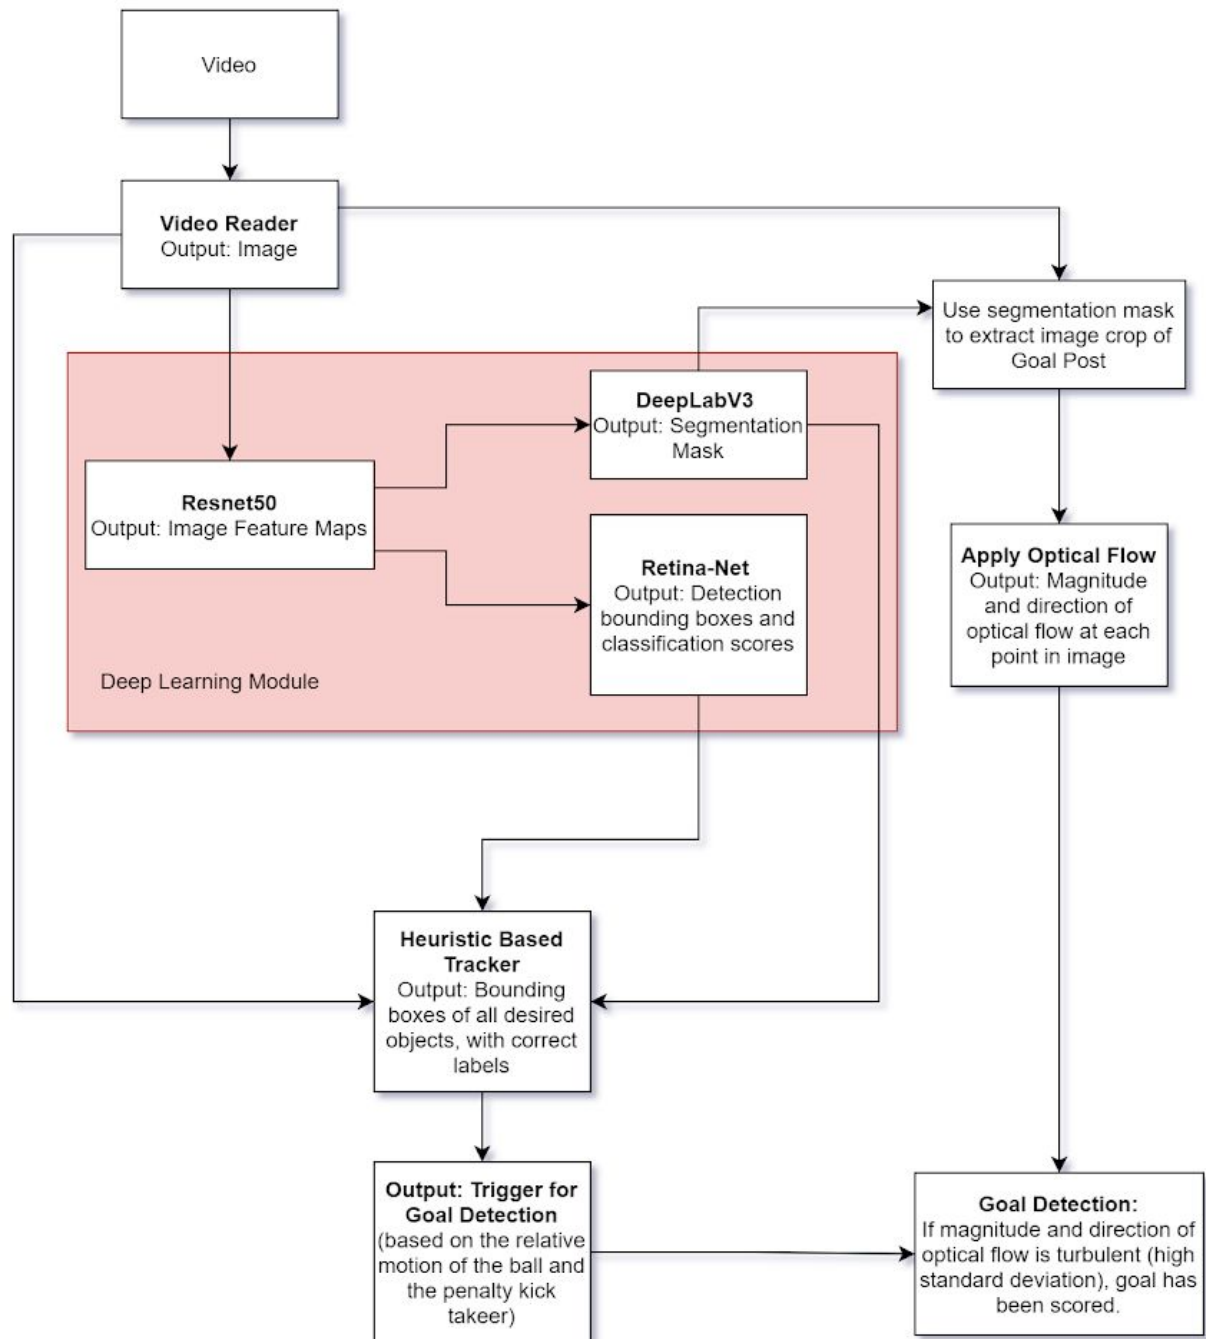 Video
Video Reader
Output: Image
Use segmentation mask
to extract image crop of
Goal Post
DeepLabV3
Output: Segmentation
Mask
Resnet50
Output: Image Feature Maps
Retina-Net
Output: Detection
bounding boxes and
classification scores
Apply Optical Flow
Output: Magnitude
and direction of
optical flow at each
point in image
Deep Learning Module
Heuristic Based
Tracker
Output: Bounding
boxes of all desired
objects, with correct
labels
Output: Trigger for
Goal Detection
(based on the relative
motion of the ball and
the penalty kick
takeer)
Goal Detection:
If magnitude and direction of
optical flow is turbulent (high
standard deviation), goal has
been scored.